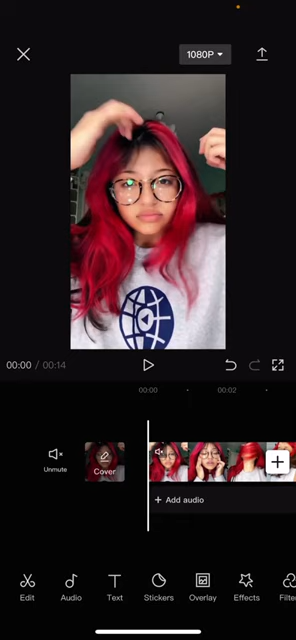 1080P
00:00 / 00:14
00:00
00:02
Unmute
Cover
+ Add audio
Edit
Audio
Text
Stickers
Overlay
Effects
Filte